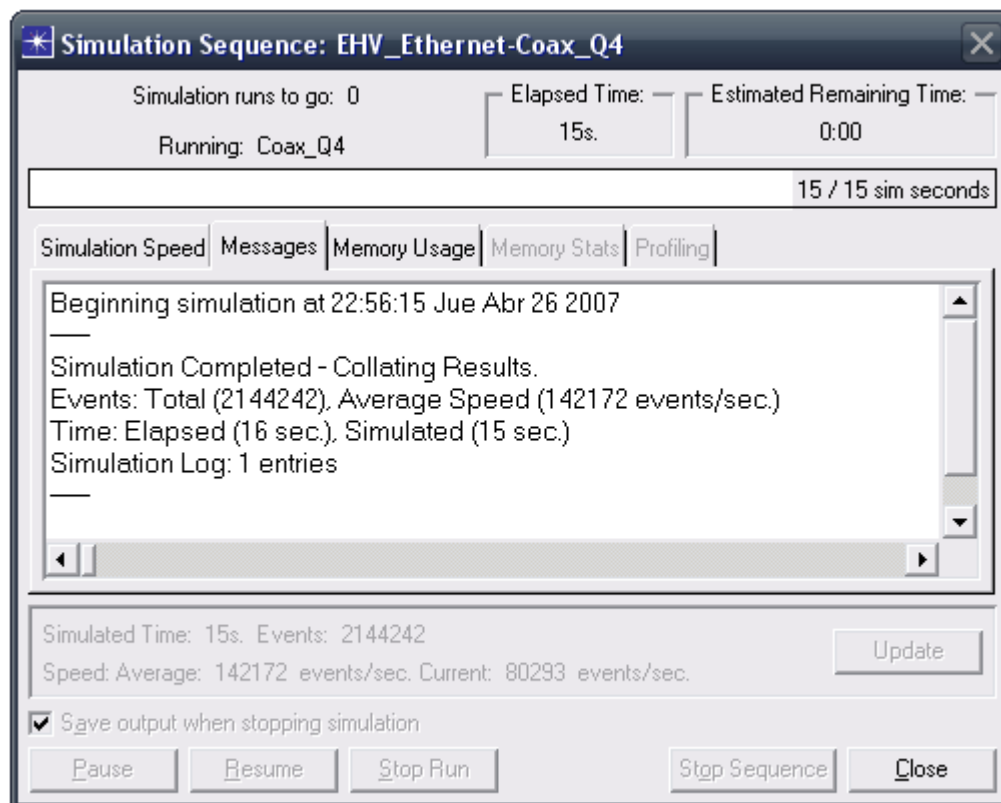 Simulation Sequence: EHV_Ethernet-Coax_Q4
Simulation runs to go: 0
Running: Coax_Q4
Elapsed Time:
15s.
Estimated Remaining Time:
0:00
15 / 15 sim seconds
Simulation Speed Messages Memory Usage Memory Stats Profiling
Beginning simulation at 22:56:15 Jue Abr 26 2007
----
Simulation Completed - Collating Results.
Events: Total (2144242), Average Speed (142172 events/sec.)
Time: Elapsed (16 sec.), Simulated (15 sec.)
Simulation Log: 1 entries
----
Simulated Time: 15s. Events: 2144242
Speed: Average: 142172 events/sec. Current: 80293 events/sec.
Update
Save output when stopping simulation
Pause Resume Stop Run Stop Sequence Close